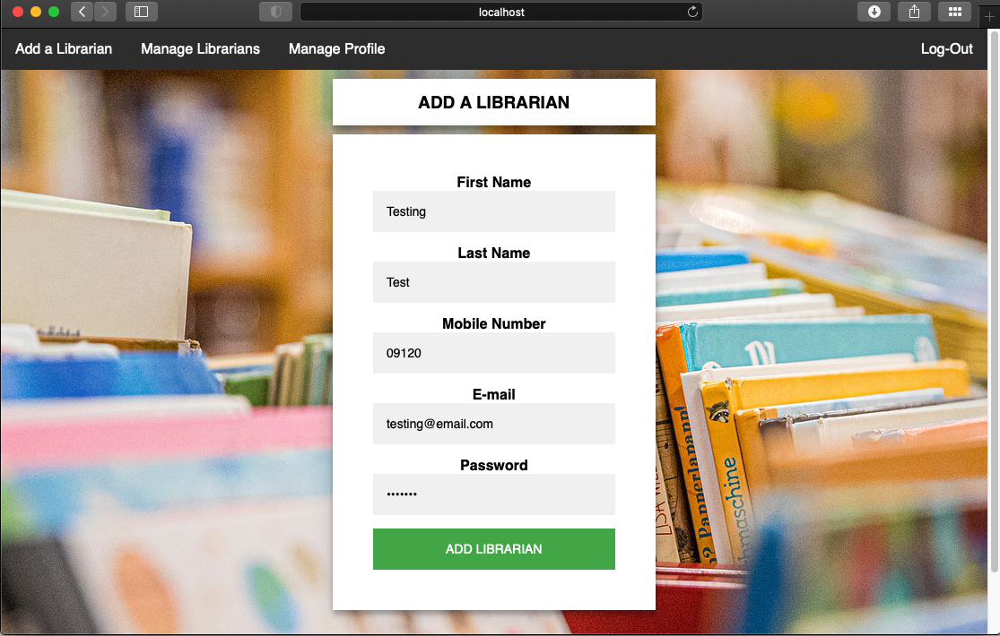 localhost
Add a Librarian
Manage Librarians
Manage Profile
Log-Out
ADD A LIBRARIAN
First Name
Testing
Last Name
Test
Mobile Number
09120
E-mail
testing@email.com
Password
•••••••
ADD LIBRARIAN
Papperlapapp!